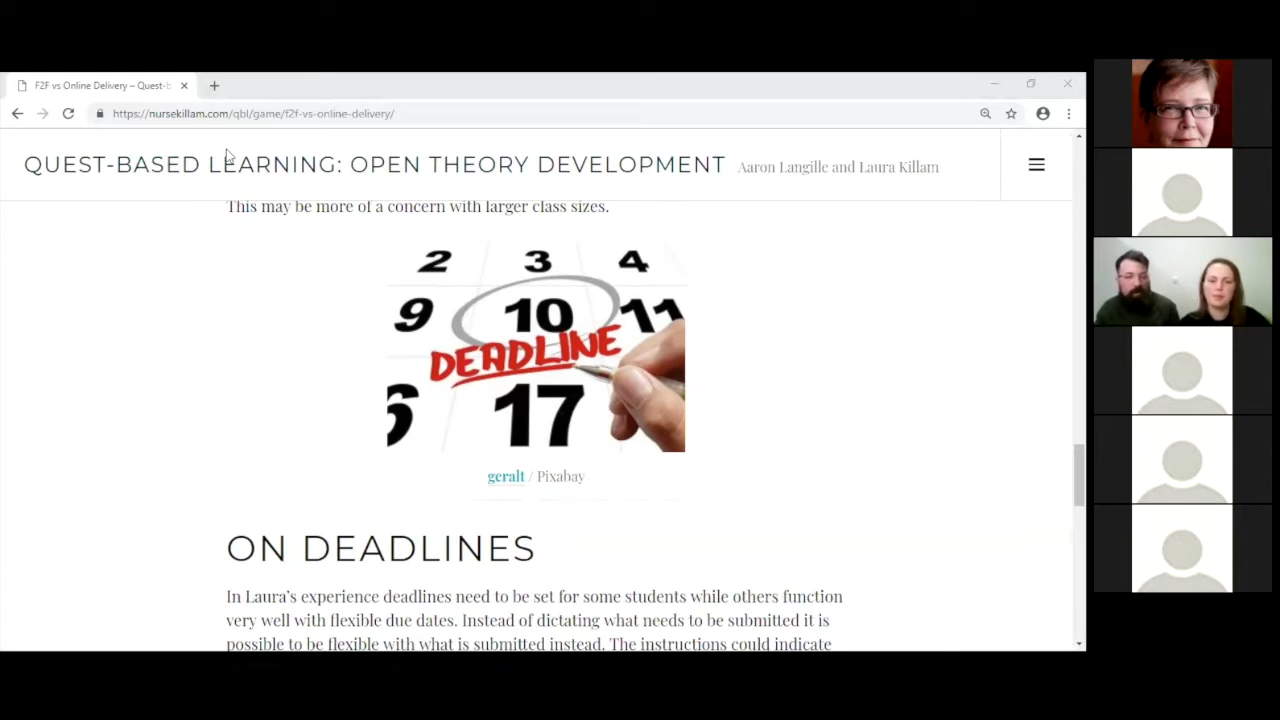 F2F vs Online Delivery – Quest-b
https://nursekillam.com/qbl/game/f2f-vs-online-delivery/
QUEST-BASED LEARNING: OPEN THEORY DEVELOPMENT Aaron Langille and Laura Killam
This may be more of a concern with larger class sizes.
2 3 4
9 10 11
DEADLINE
6 17
geralt / Pixabay
ON DEADLINES
In Laura's experience deadlines need to be set for some students while others function
very well with flexible due dates. Instead of dictating what needs to be submitted it is
possible to be flexible with what is submitted instead. The instructions could indicate